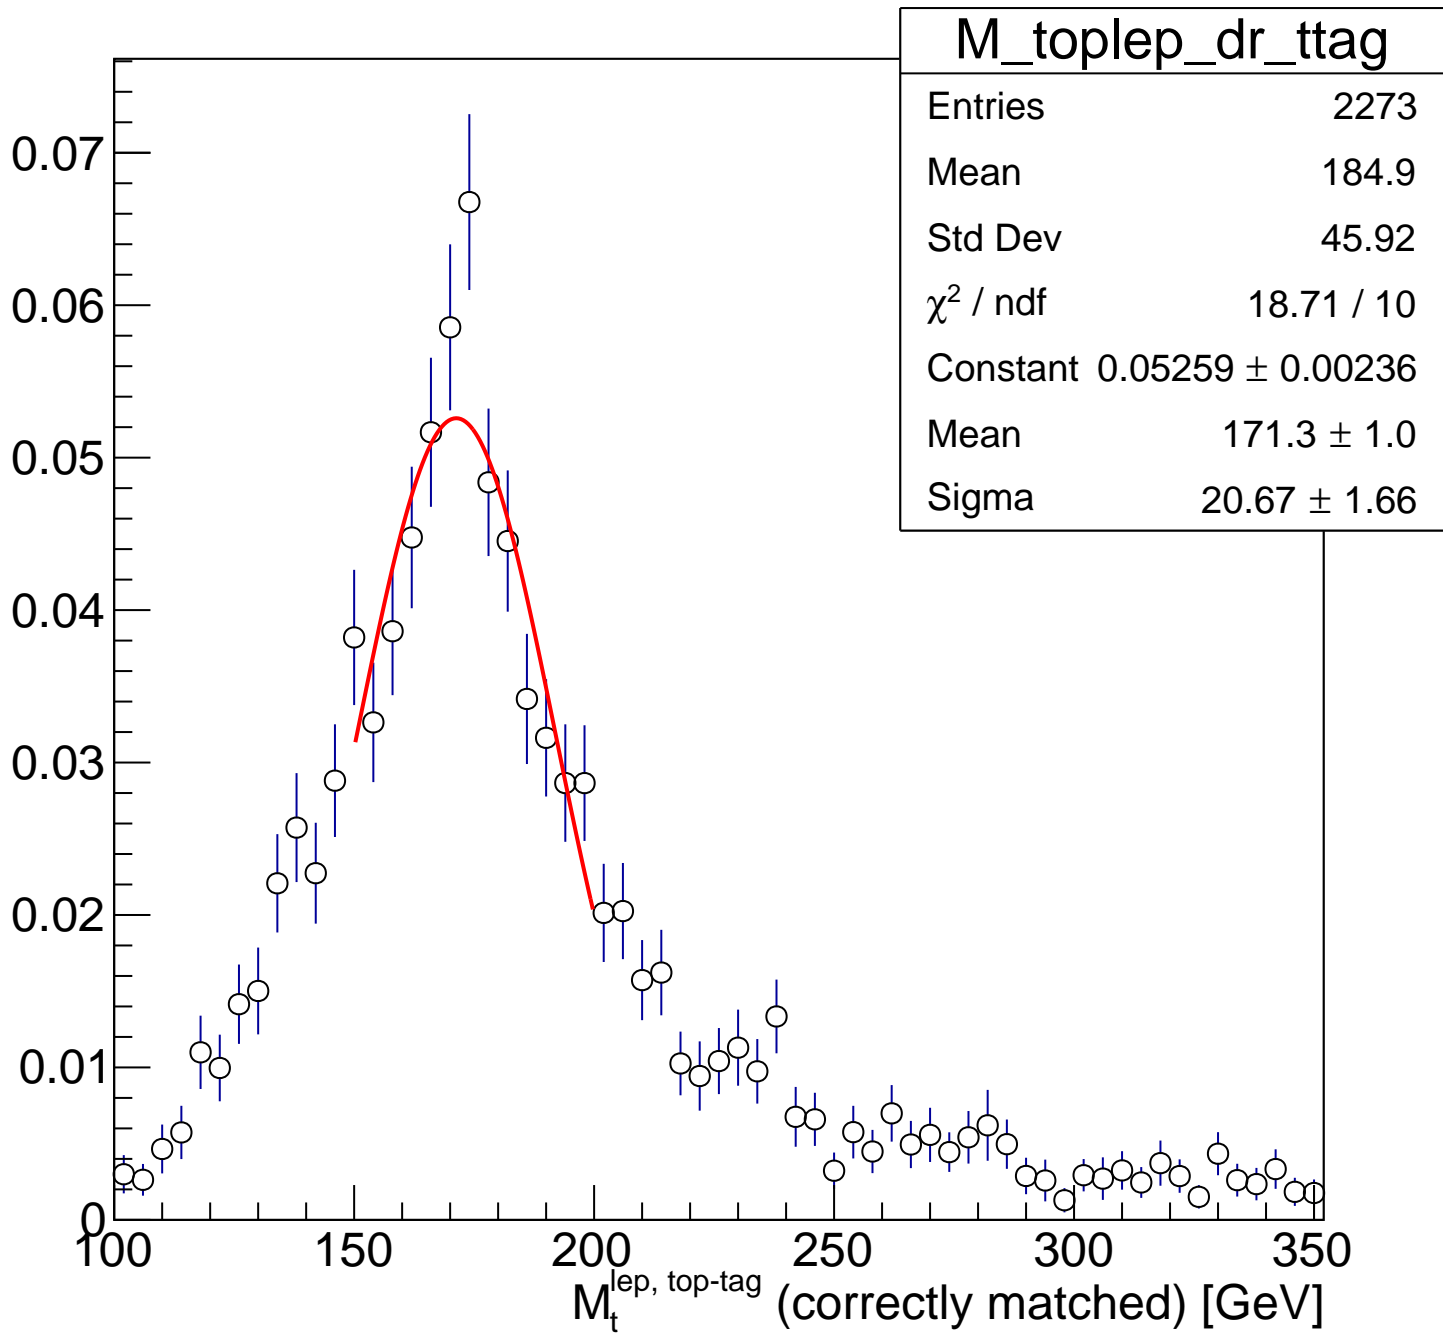 M_toplep_dr_ttag
Entries 2273
Mean 184.9
Std Dev 45.92
χ² / ndf 18.71 / 10
Constant 0.05259 ± 0.00236
Mean 171.3 ± 1.0
Sigma 20.67 ± 1.66
0.07
0.06
0.05
0.04
0.03
0.02
0.01
0
100 150 200 250 300 350
M_t^{lep, top-tag} (correctly matched) [GeV]